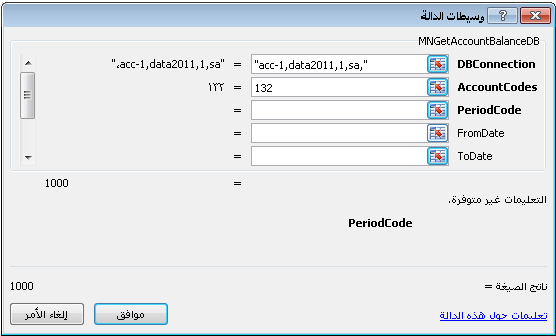 وسيطات الدالة
MNGetAccountBalanceDB
DBConnection "acc-1,data2011,1,sa," = "acc-1,data2011,1,sa،"
AccountCodes 132 = ١٣٢
PeriodCode =
FromDate =
ToDate =
= 1000
التعليمات غير متوفرة.
PeriodCode
ناتج الصيغة = 1000
تعليمات حول هذه الدالة
موافق
إلغاء الأمر